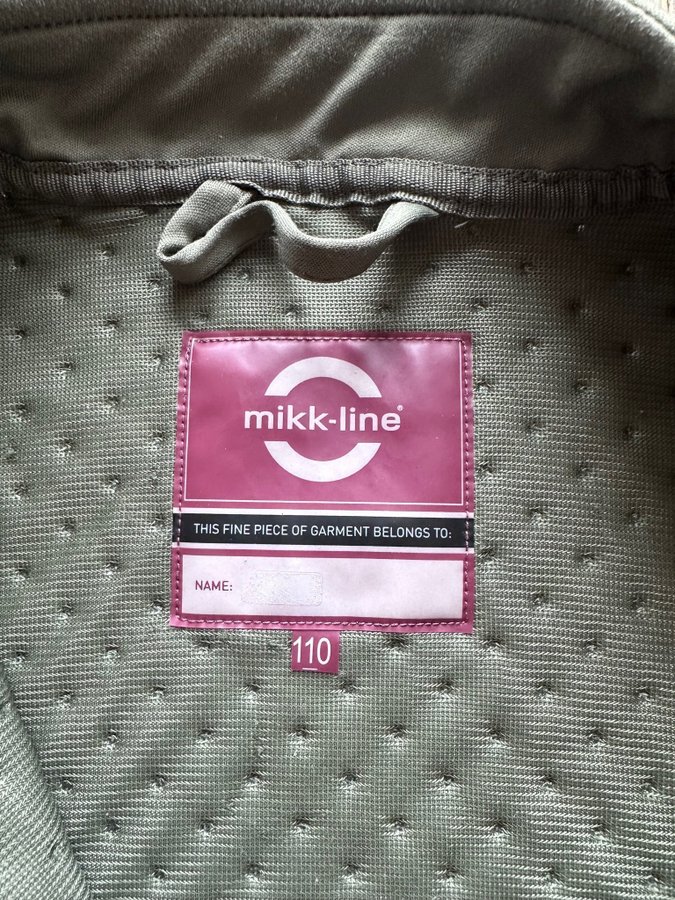 mikk-line®
THIS FINE PIECE OF GARMENT BELONGS TO:
NAME:
110